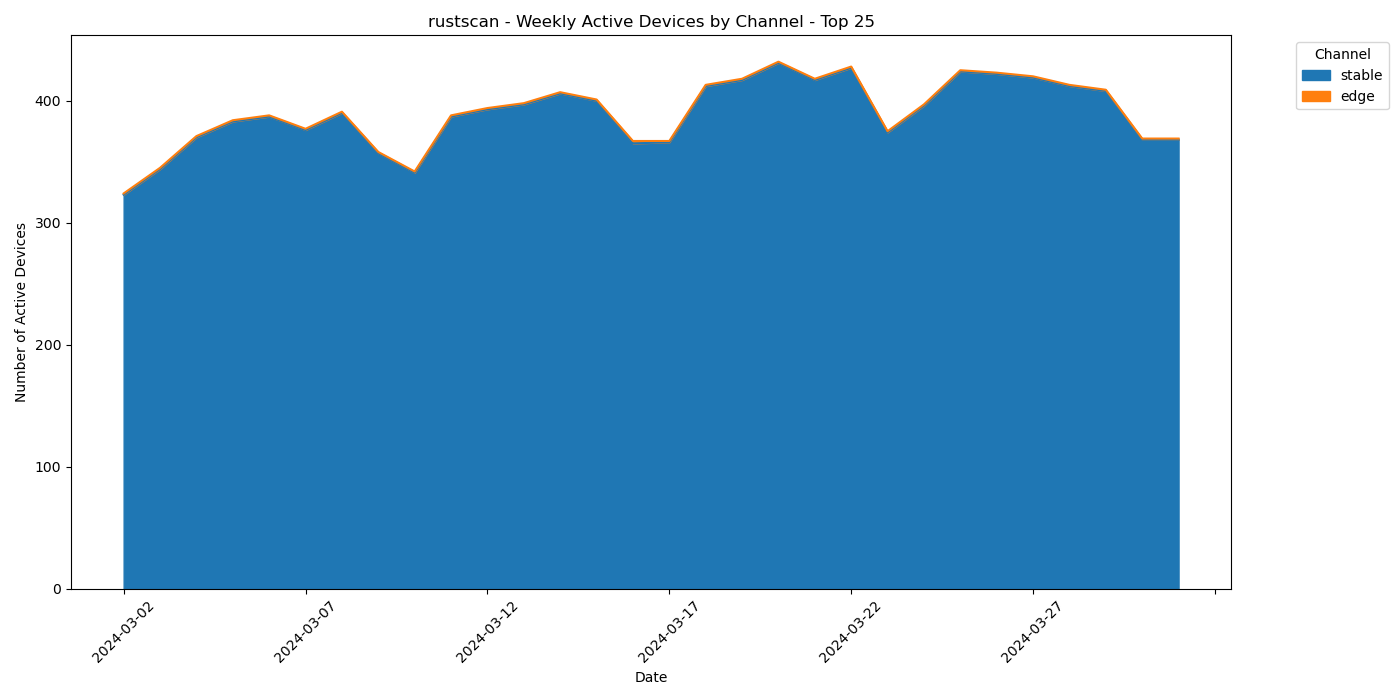 rustscan - Weekly Active Devices by Channel - Top 25
Channel
stable
edge
Number of Active Devices
400
300
200
100
0
2024-03-02
2024-03-07
2024-03-12
2024-03-17
2024-03-22
2024-03-27
Date